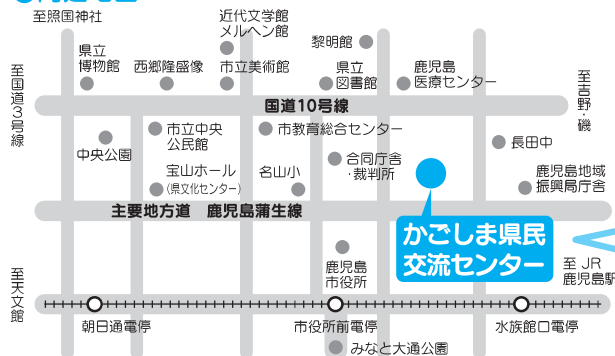 至照国神社
近代文学館
メルヘン館
黎明館
県立
博物館
西郷隆盛像
市立美術館
県立
図書館
鹿児島
医療センター
至国道3号線
至吉野・磯
国道10号線
中央公園
市立中央
公民館
市教育総合センター
長田中
宝山ホール
(県文化センター)
名山小
合同庁舎
・裁判所
鹿児島地域
振興局庁舎
主要地方道 鹿児島蒲生線
かごしま県民
交流センター
至天文館
鹿児島
市役所
至 JR
鹿児島駅
朝日通電停
市役所前電停
水族館口電停
みなと大通公園